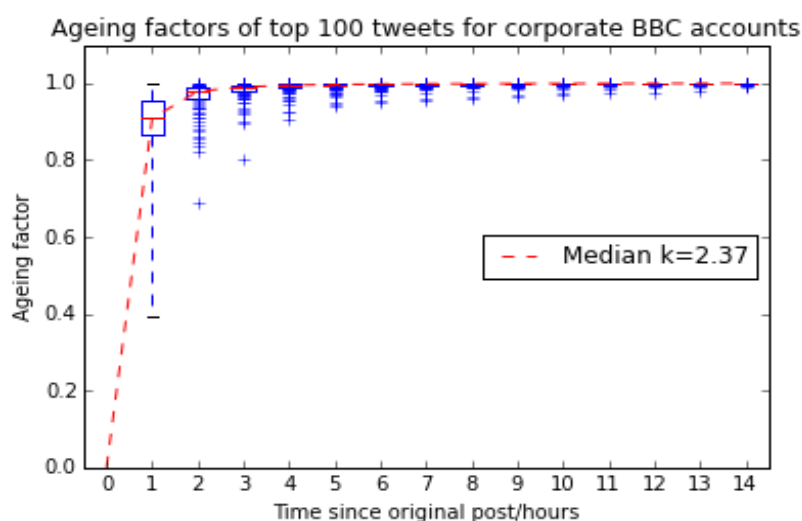 Ageing factors of top 100 tweets for corporate BBC accounts
1.0
0.8
0.6
0.4
0.2
0.0
Ageing factor
Median k=2.37
0 1 2 3 4 5 6 7 8 9 10 11 12 13 14
Time since original post/hours